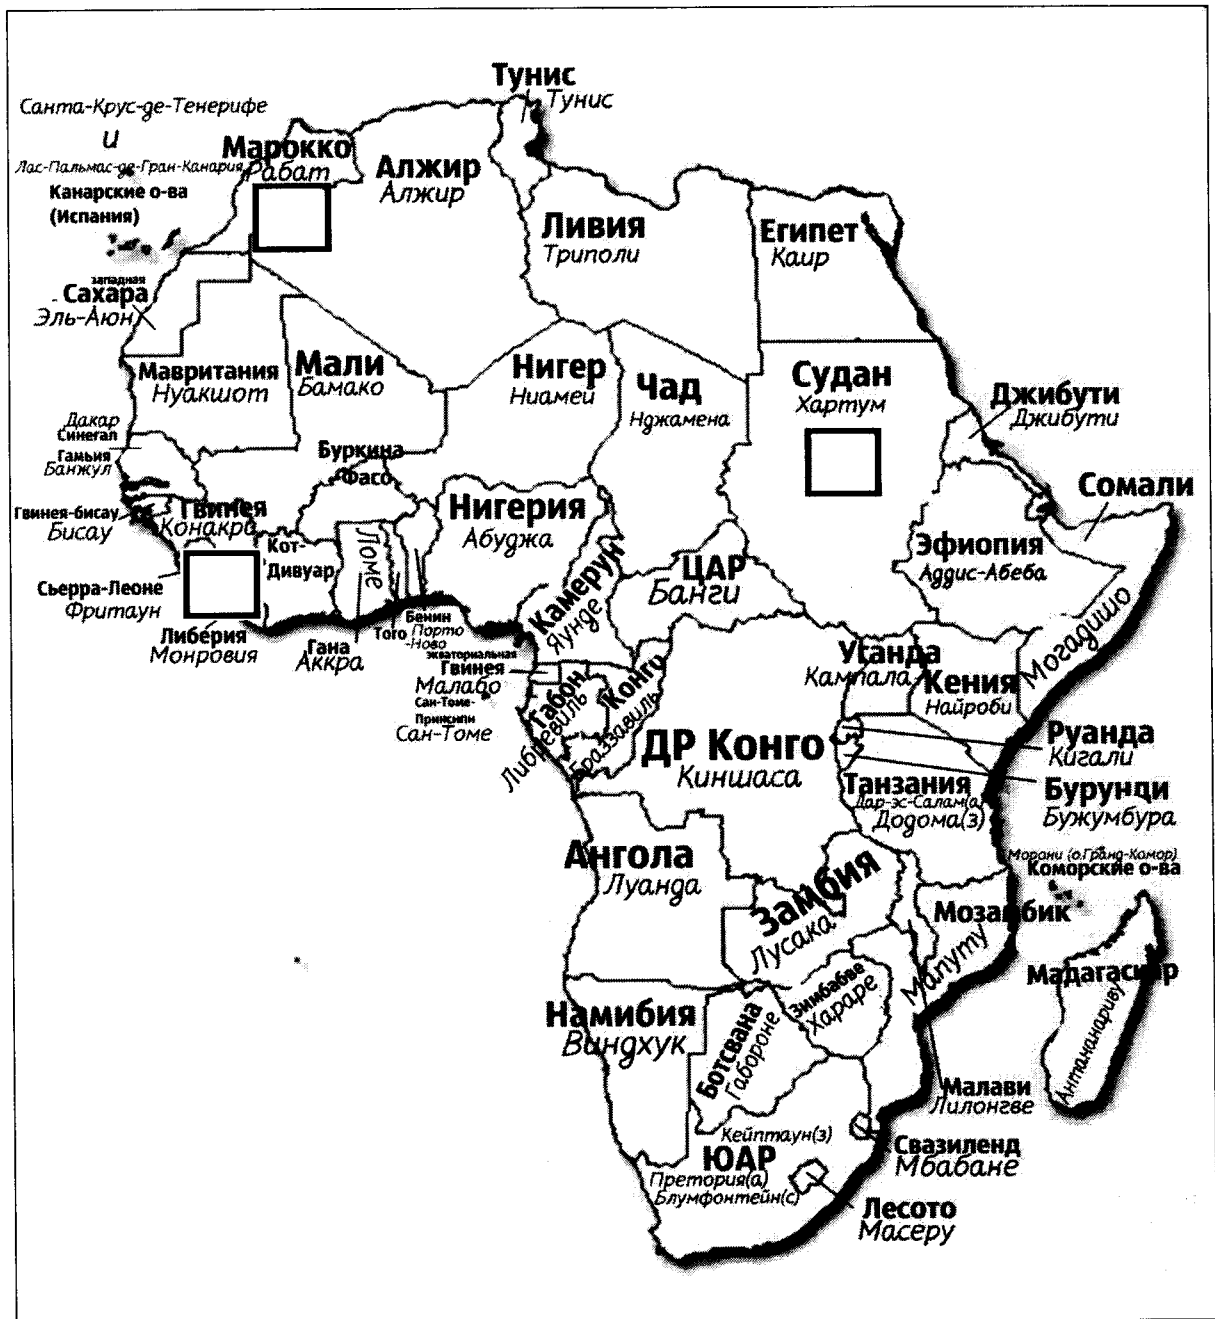 Тунис
Тунис
Санта-Крус-де-Тенерифе
и
Лас-Пальмас-де-Гран-Канария
Канарские о-ва
(Испания)
Марокко
Рабат
Алжир
Алжир
Ливия
Триполи
Египет
Каир
западная
Сахара
Эль-Аюн
Мавритания
Нуакшот
Мали
Бамако
Нигер
Ниамей
Чад
Нджамена
Судан
Хартум
Джибути
Джибути
Дакар
Синегал
Гамьия
Банжул
Буркина
Фасо
Сомали
Гвинея-бисау
Бисау
Гвинея
Конакра
Нигерия
Абуджа
Кот-
Дивуар
Ломе
Камерун
Яунде
ЦАР
Банги
Эфиопия
Аддис-Абеба
Могадишо
Сьерра-Леоне
Фритаун
Либерия
Монровия
Гана
Аккра
Того
Бенин
Порто
-Ново
экваториальная
Гвинея
Малабо
Сан-Томе-
Принсипи
Сан-Томе
Габон
Либревиль
Конго
Браззавиль
Уганда
Кампала
Кения
Найроби
ДР Конго
Киншаса
Руанда
Кигали
Бурунди
Бужумбура
Танзания
Дар-эс-Салам(а)
Додома(з)
Ангола
Луанда
Замбия
Лусака
Морони (о.Гранд-Комор)
Коморские о-ва
Мозамбик
Мапуту
Мадагаскар
Антананариву
Намибия
Виндхук
Ботсвана
Габороне
Зимбабве
Хараре
Малави
Лилонгве
Кейптаун(з)
ЮАР
Претория(а)
Блумфонтейн(с)
Свазиленд
Мбабане
Лесото
Масеру